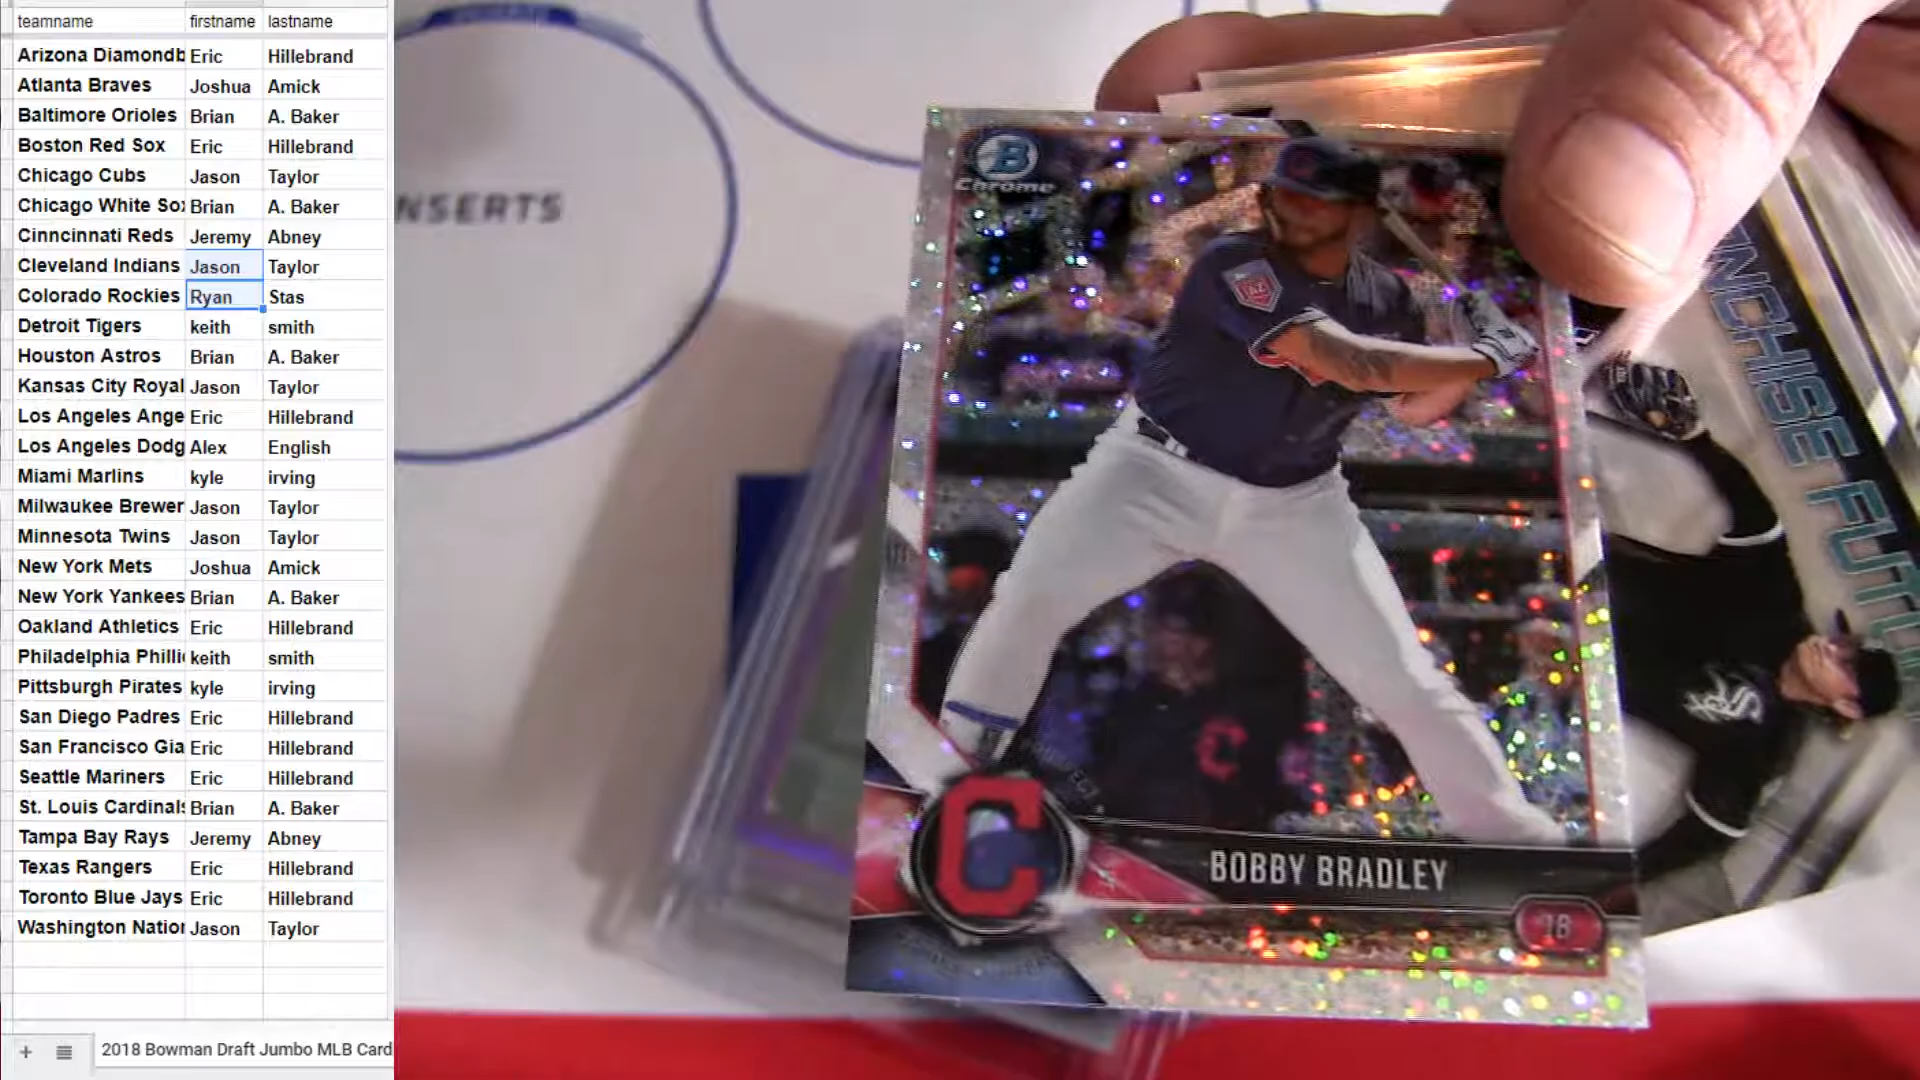 teamname firstname lastname
Arizona Diamondb Eric Hillebrand
Atlanta Braves Joshua Amick
Baltimore Orioles Brian A. Baker
Boston Red Sox Eric Hillebrand
Chicago Cubs Jason Taylor
Chicago White Sox Brian A. Baker
Cinncinnati Reds Jeremy Abney
Cleveland Indians Jason Taylor
Colorado Rockies Ryan Stas
Detroit Tigers keith smith
Houston Astros Brian A. Baker
Kansas City Royal Jason Taylor
Los Angeles Ange Eric Hillebrand
Los Angeles Dodg Alex English
Miami Marlins kyle irving
Milwaukee Brewer Jason Taylor
Minnesota Twins Jason Taylor
New York Mets Joshua Amick
New York Yankees Brian A. Baker
Oakland Athletics Eric Hillebrand
Philadelphia Philli keith smith
Pittsburgh Pirates kyle irving
San Diego Padres Eric Hillebrand
San Francisco Gia Eric Hillebrand
Seattle Mariners Eric Hillebrand
St. Louis Cardinals Brian A. Baker
Tampa Bay Rays Jeremy Abney
Texas Rangers Eric Hillebrand
Toronto Blue Jays Eric Hillebrand
Washington Nation Jason Taylor
2018 Bowman Draft Jumbo MLB Card
NSERTS
B
Chrome
C
BOBBY BRADLEY
18
NCHISE FUTU